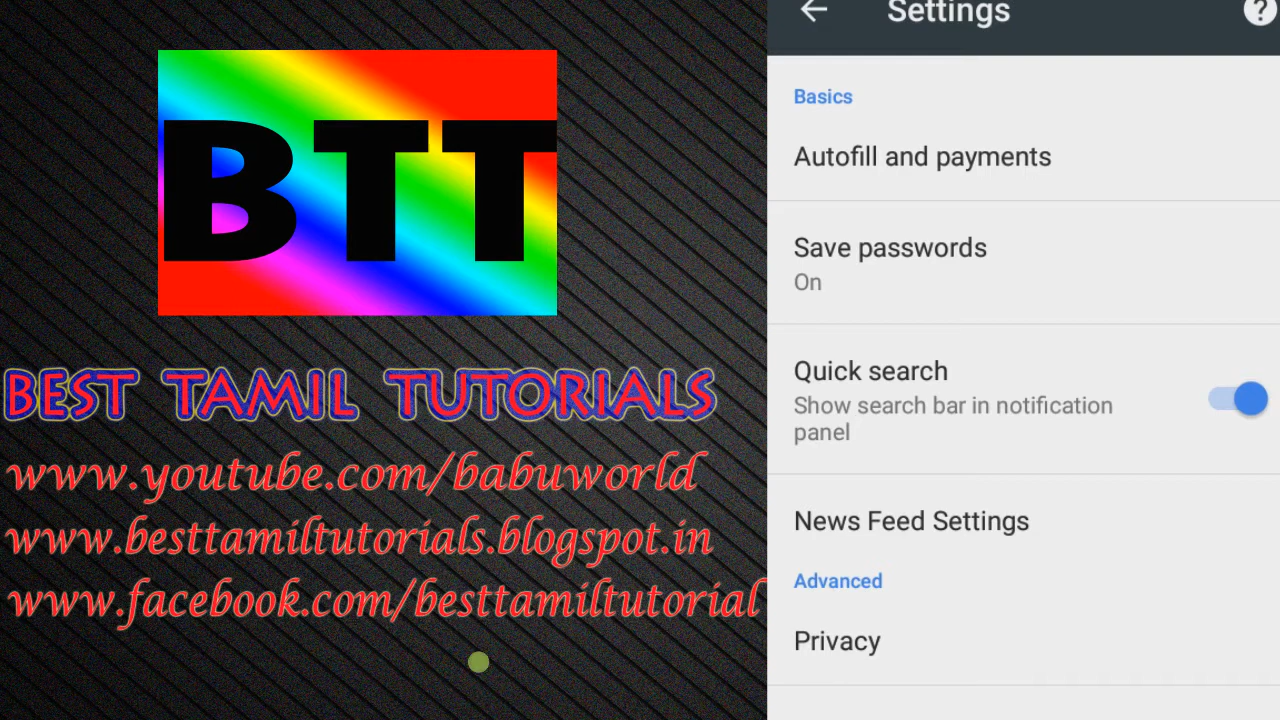 BTT
BEST TAMIL TUTORIALS
www.youtube.com/babuworld
www.besttamiltutorials.blogspot.in
www.facebook.com/besttamiltutorial
Settings
?
Basics
Autofill and payments
Save passwords
On
Quick search
Show search bar in notification
panel
News Feed Settings
Advanced
Privacy